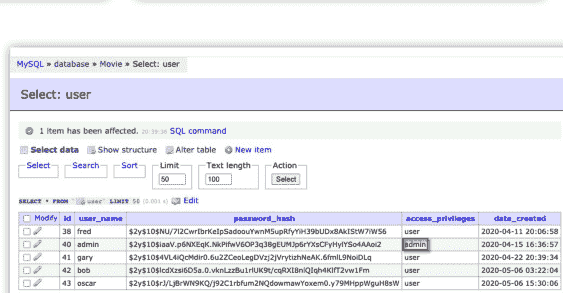 MySQL » database » Movie » Select: user
Select: user
1 item has been affected. 20:39:38 SQL command
Select data Show structure Alter table New item
Select Search Sort Limit Text length Action
50 100 Select
SELECT * FROM `user` LIMIT 50 Edit
Modify id user_name password_hash access_privileges date_created
38 fred user 2020-04-11 20:06:58
40 admin admin 2020-04-15 16:36:57
41 gary user 2020-04-22 20:39:34
42 bob user 2020-05-06 03:22:04
43 oscar user 2020-05-06 15:30:06